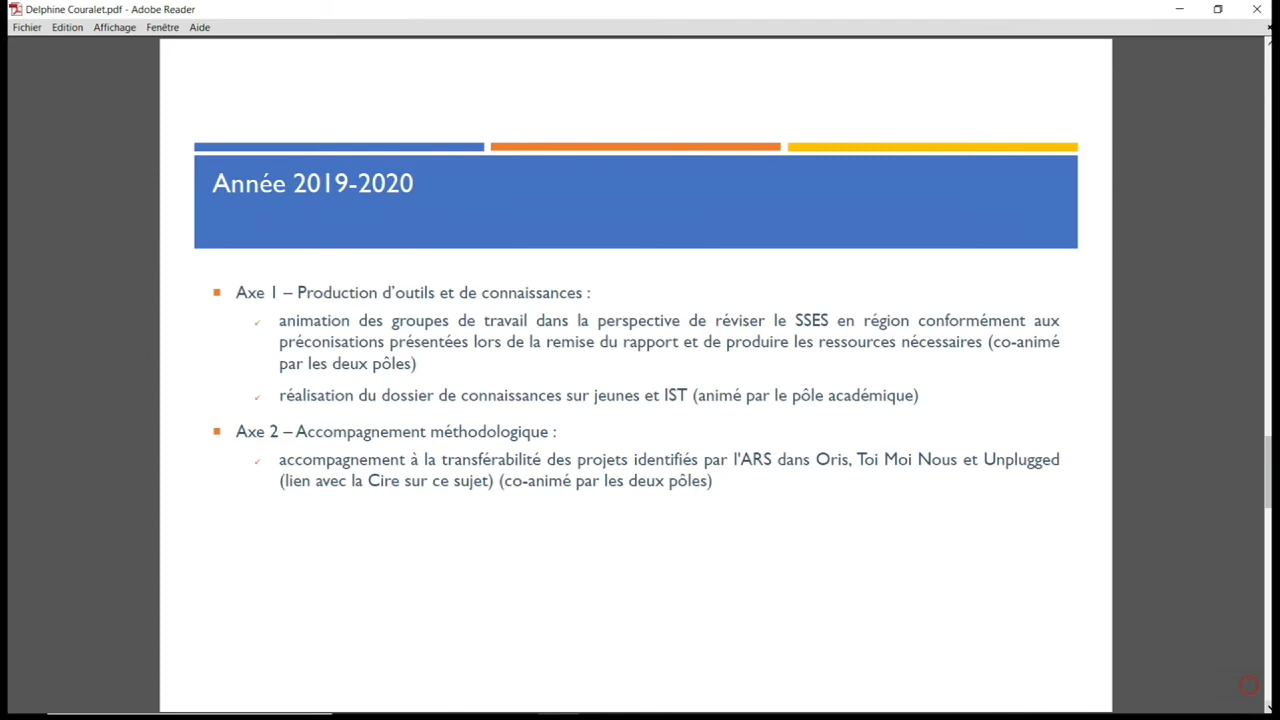 Delphine Couralet.pdf - Adobe Reader
Fichier Edition Affichage Fenêtre Aide
Année 2019-2020
Axe 1 – Production d’outils et de connaissances :
animation des groupes de travail dans la perspective de réviser le SSES en région conformément aux
préconisations présentées lors de la remise du rapport et de produire les ressources nécessaires (co-animé
par les deux pôles)
réalisation du dossier de connaissances sur jeunes et IST (animé par le pôle académique)
Axe 2 – Accompagnement méthodologique :
accompagnement à la transférabilité des projets identifiés par l'ARS dans Oris, Toi Moi Nous et Unplugged
(lien avec la Cire sur ce sujet) (co-animé par les deux pôles)